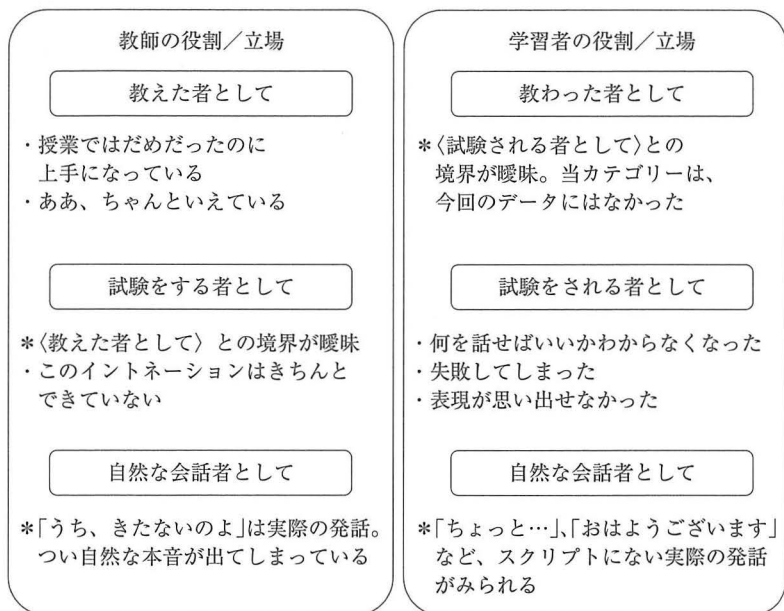 教師の役割／立場
教えた者として
・授業ではだめだったのに
上手になっている
・ああ、ちゃんといえている
試験をする者として
＊〈教えた者として〉との境界が曖昧
・このイントネーションはきちんと
できていない
自然な会話者として
＊「うち、きたないのよ」は実際の発話。
つい自然な本音が出てしまっている
学習者の役割／立場
教わった者として
＊〈試験される者として〉との
境界が曖昧。当カテゴリーは、
今回のデータにはなかった
試験をされる者として
・何を話せばいいかわからなくなった
・失敗してしまった
・表現が思い出せなかった
自然な会話者として
＊「ちょっと…」、「おはようございます」
など、スクリプトにない実際の発話
がみられる